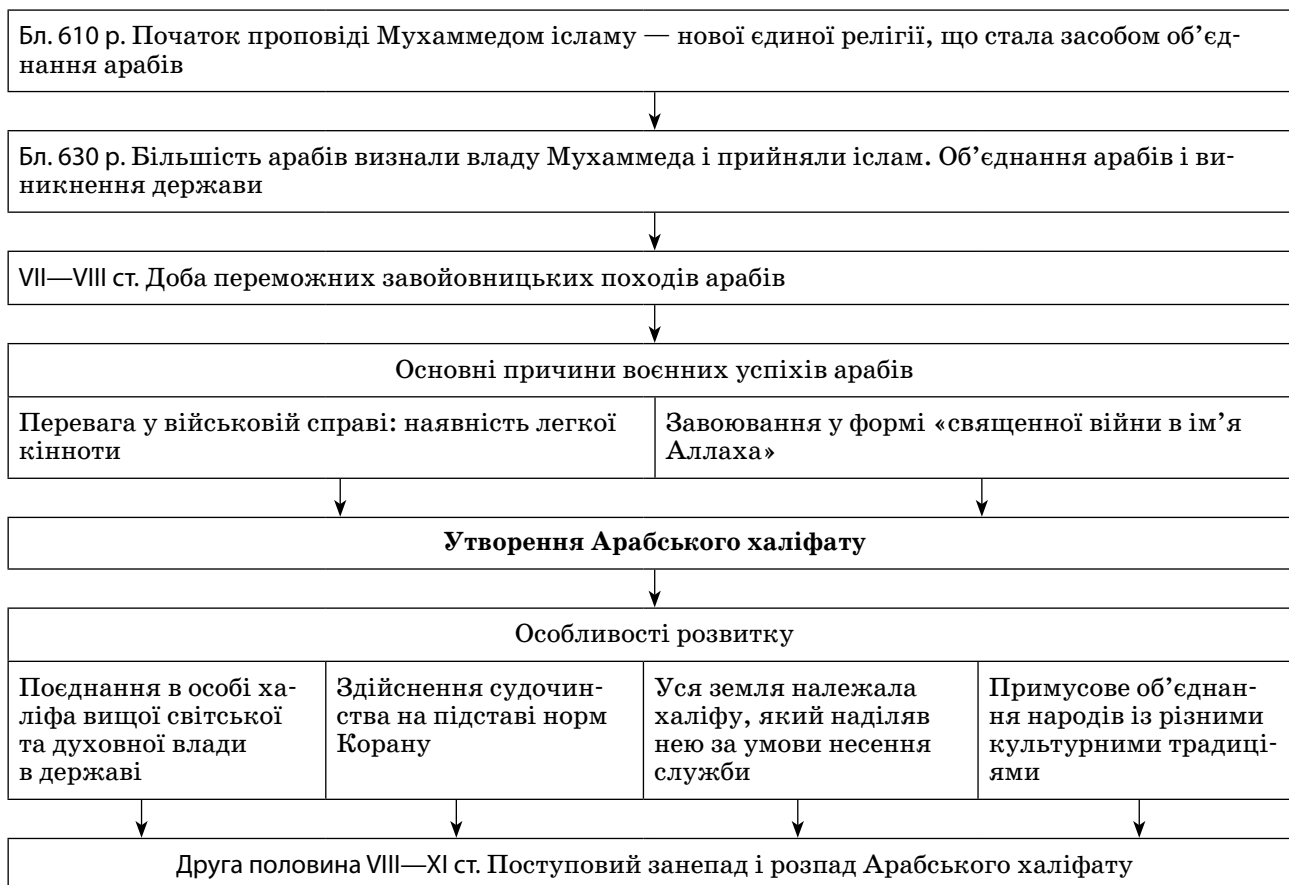 Бл. 610 р. Початок проповіді Мухаммедом ісламу — нової єдиної релігії, що стала засобом об’єд-
нання арабів
Бл. 630 р. Більшість арабів визнали владу Мухаммеда і прийняли іслам. Об’єднання арабів і ви-
никнення держави
VII—VIII ст. Доба переможних завойовницьких походів арабів
Основні причини воєнних успіхів арабів
Перевага у військовій справі: наявність легкої
кінноти
Завоювання у формі «священної війни в ім’я
Аллаха»
Утворення Арабського халіфату
Особливості розвитку
Поєднання в особі ха-
ліфа вищої світської
та духовної влади
в державі
Здійснення судочин-
ства на підставі норм
Корану
Уся земля належала
халіфу, який наділяв
нею за умови несення
служби
Примусове об’єднан-
ня народів із різними
культурними традиці-
ями
Друга половина VIII—XI ст. Поступовий занепад і розпад Арабського халіфату